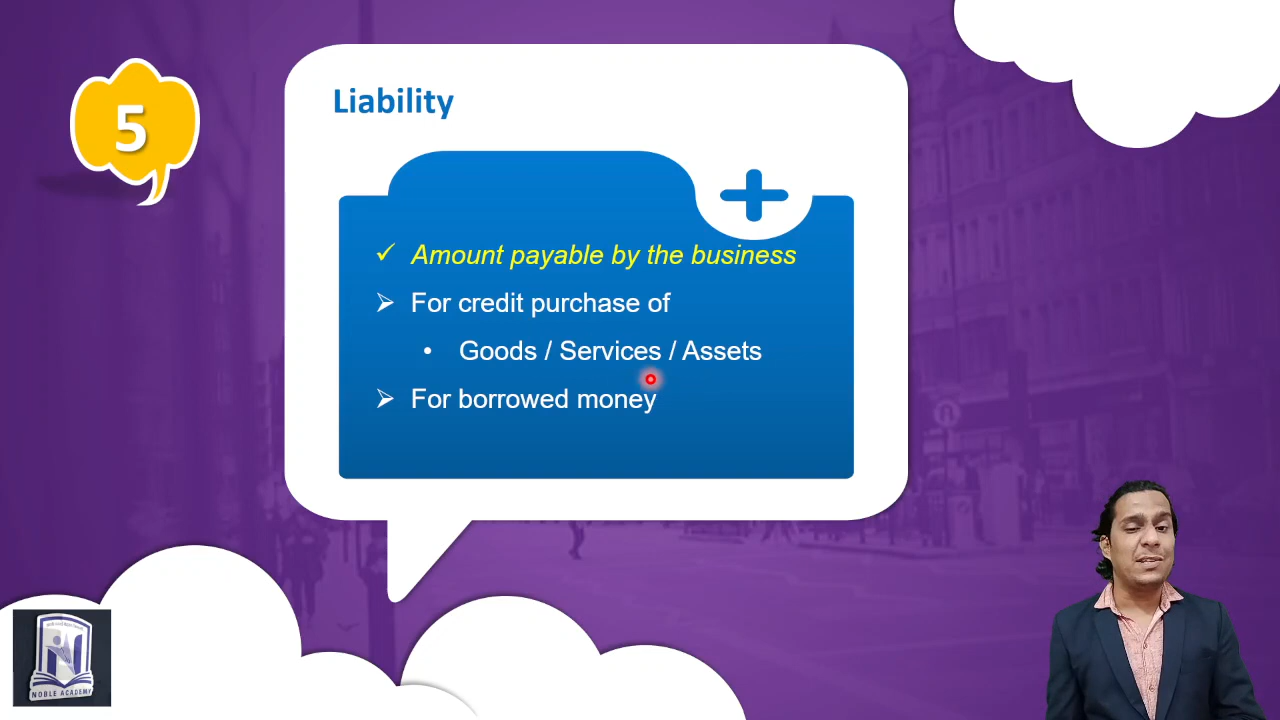 5
Liability
✓ Amount payable by the business
➢ For credit purchase of
• Goods / Services / Assets
➢ For borrowed money
NOBLE ACADEMY